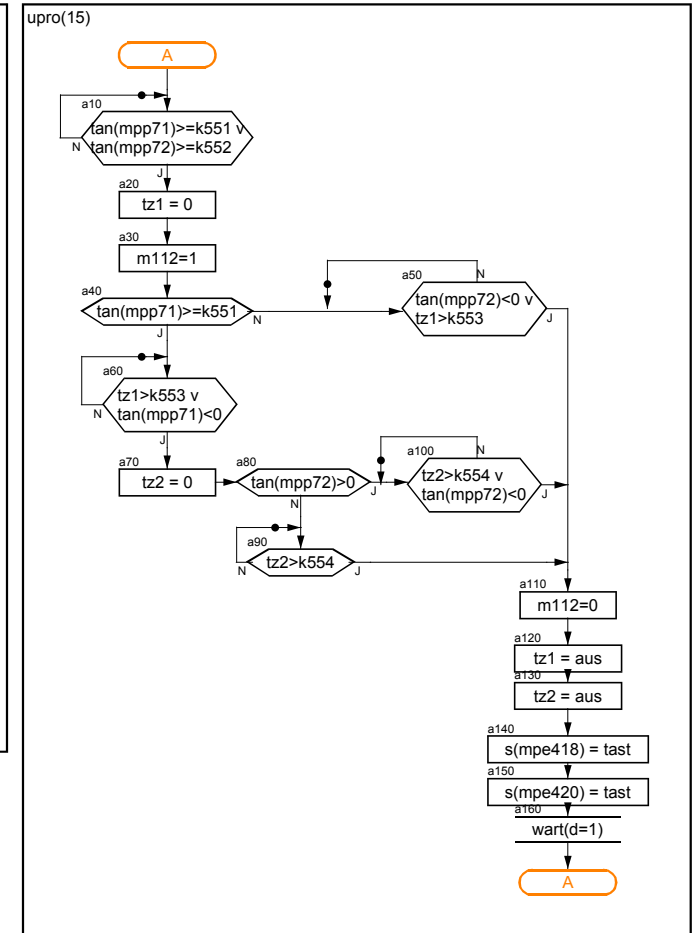 upro(15)
A
a10
tan(mpp71)>=k551 v
tan(mpp72)>=k552
N
J
a20
tz1 = 0
a30
m112=1
a40
tan(mpp71)>=k551
N
J
a50
N
tan(mpp72)<0 v
tz1>k553
J
a60
tz1>k553 v
tan(mpp71)<0
N
J
a70
tz2 = 0
a80
tan(mpp72)>0
J
N
a100
N
tz2>k554 v
tan(mpp72)<0
J
a90
tz2>k554
N
J
a110
m112=0
a120
tz1 = aus
a130
tz2 = aus
a140
s(mpe418) = tast
a150
s(mpe420) = tast
a160
wart(d=1)
A